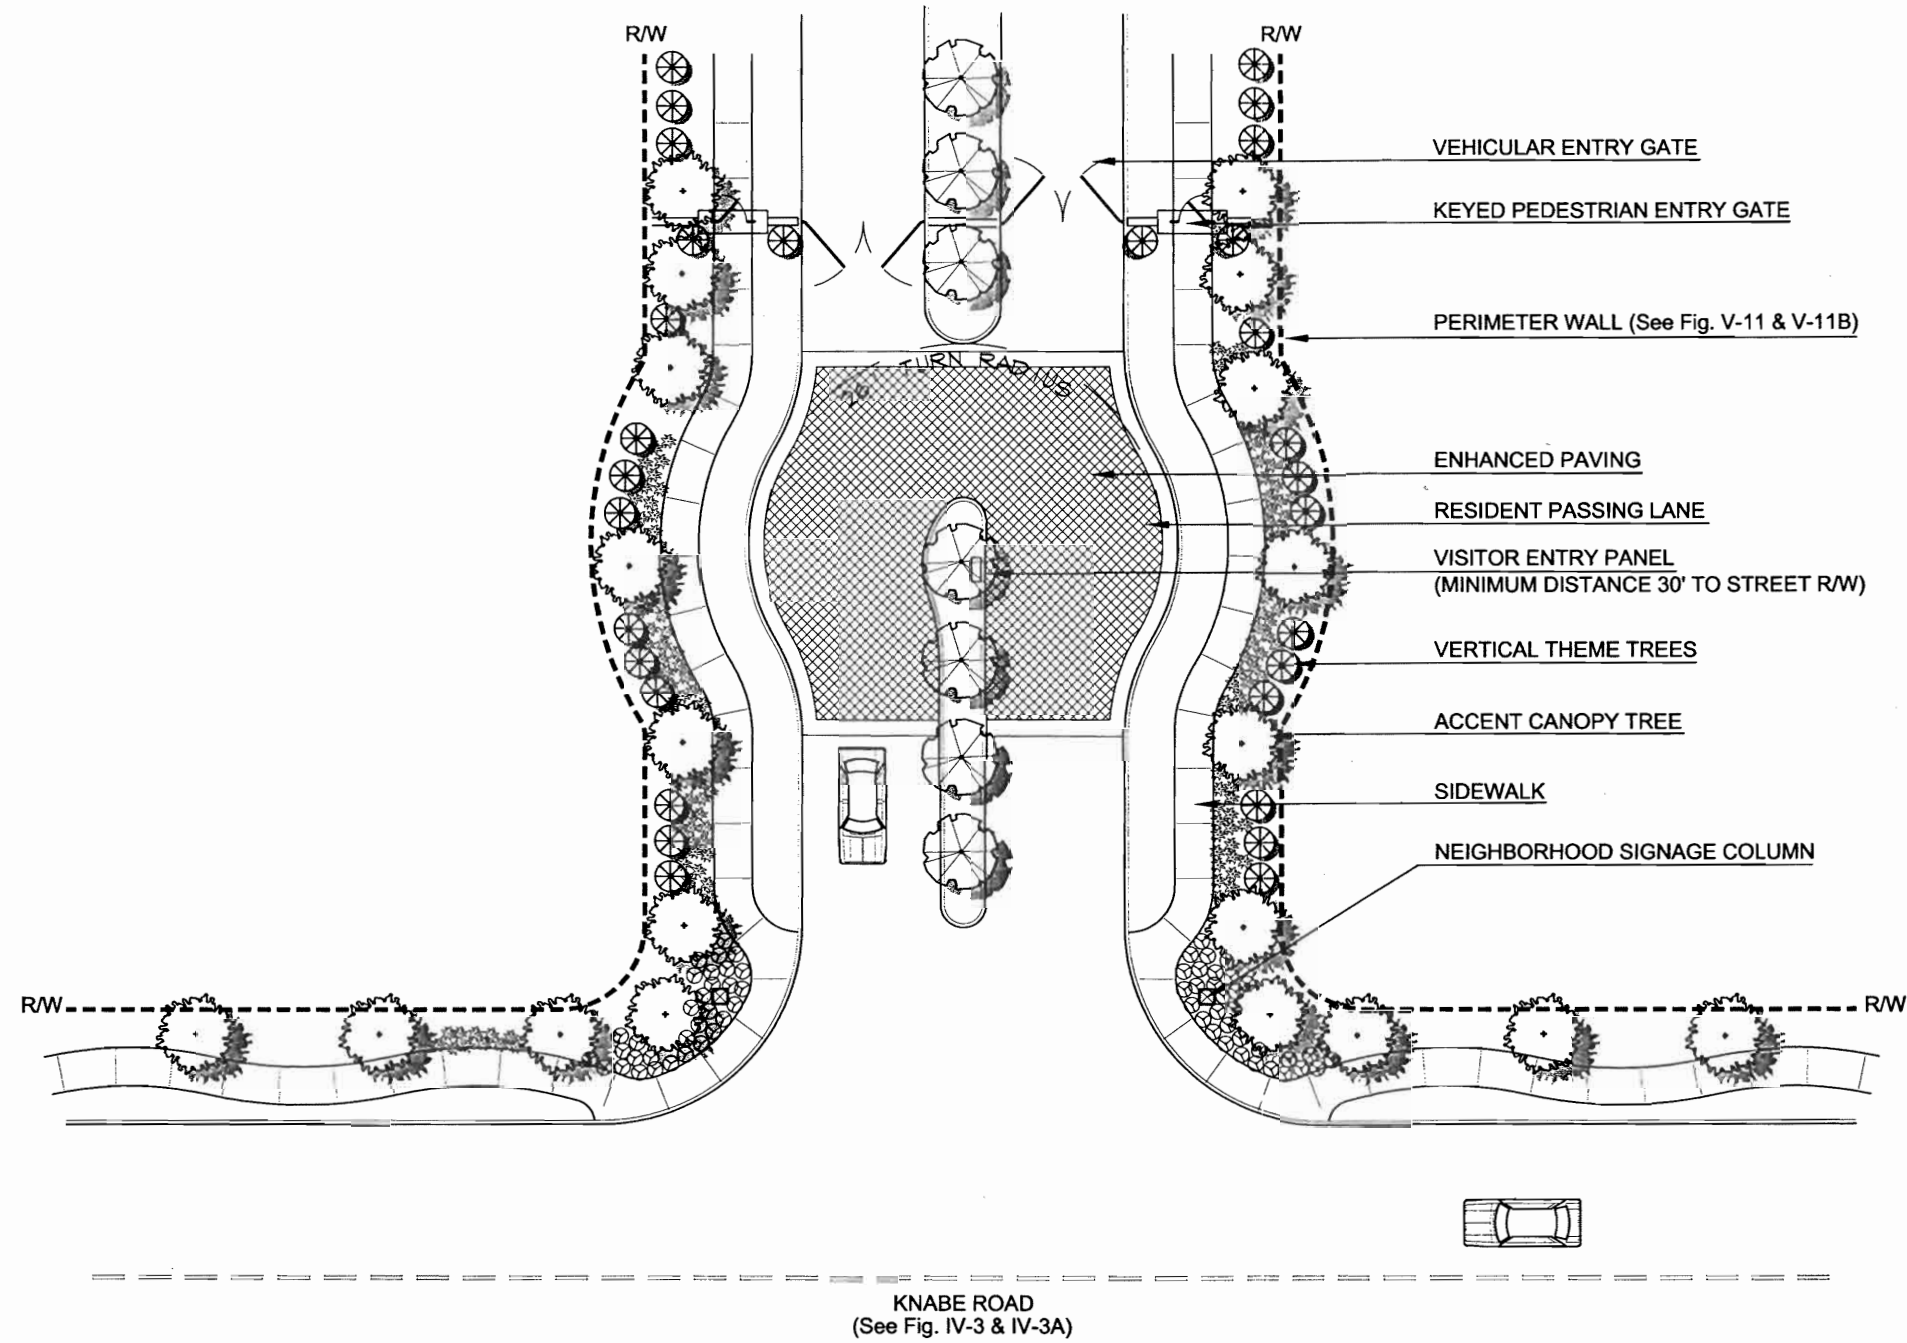 R/W
R/W
VEHICULAR ENTRY GATE
KEYED PEDESTRIAN ENTRY GATE
PERIMETER WALL (See Fig. V-11 & V-11B)
TURN RADIUS
ENHANCED PAVING
RESIDENT PASSING LANE
VISITOR ENTRY PANEL
(MINIMUM DISTANCE 30' TO STREET R/W)
VERTICAL THEME TREES
ACCENT CANOPY TREE
SIDEWALK
NEIGHBORHOOD SIGNAGE COLUMN
R/W
R/W
KNABE ROAD
(See Fig. IV-3 & IV-3A)